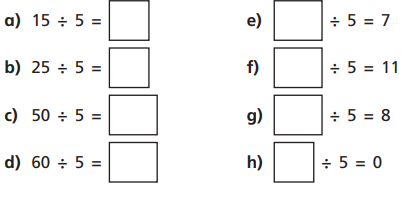 a) 15 ÷ 5 =
b) 25 ÷ 5 =
c) 50 ÷ 5 =
d) 60 ÷ 5 =
e) ÷ 5 = 7
f) ÷ 5 = 11
g) ÷ 5 = 8
h) ÷ 5 = 0